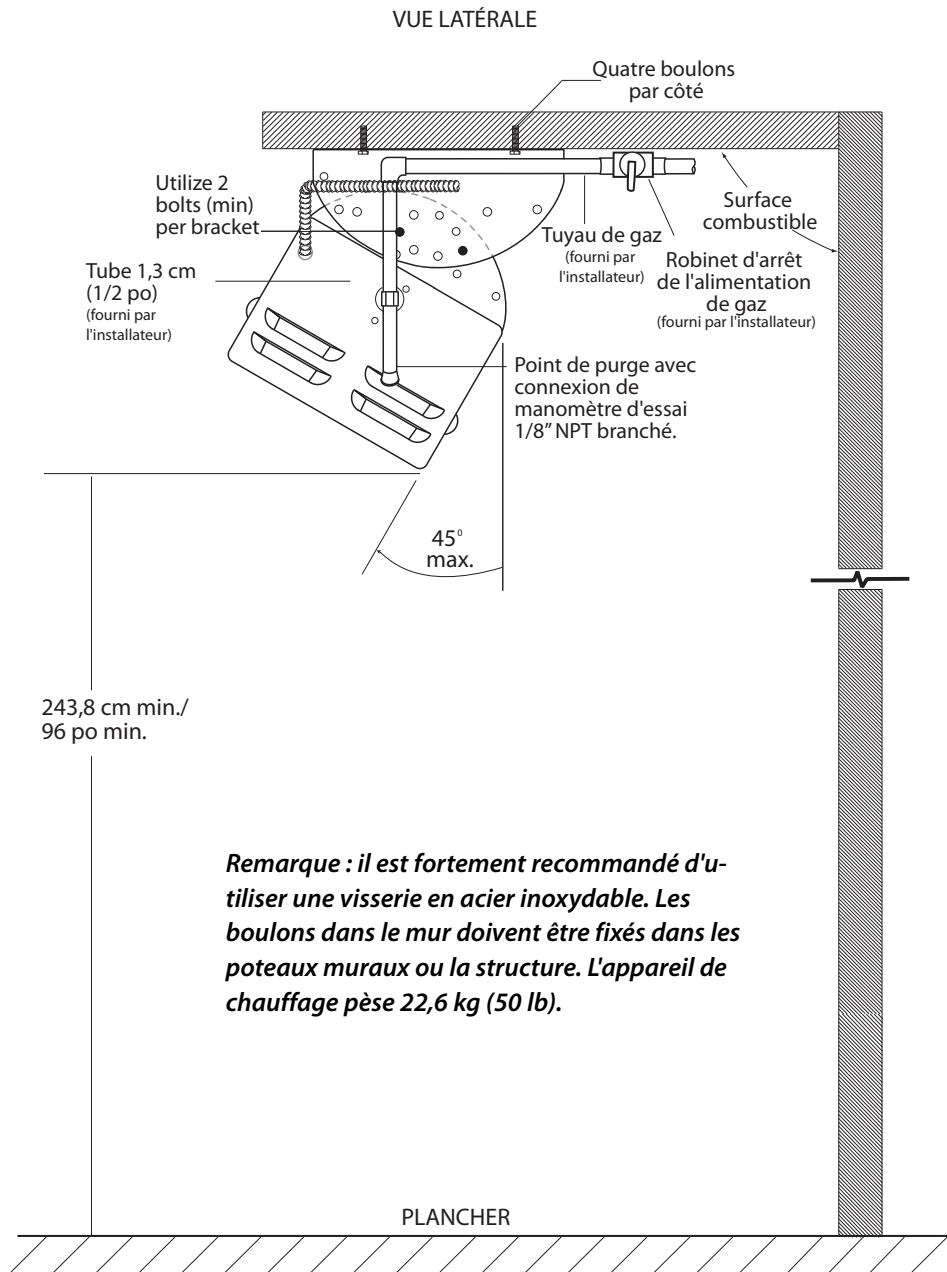 VUE LATÉRALE
Quatre boulons
par côté
Utilize 2
bolts (min)
per bracket
Surface
combustible
Tuyau de gaz
(fourni par
l'installateur)
Robinet d'arrêt
de l'alimentation
de gaz
(fourni par l'installateur)
Tube 1,3 cm
(1/2 po)
(fourni par
l'installateur)
Point de purge avec
connexion de
manomètre d'essai
1/8” NPT branché.
45°
max.
243,8 cm min./
96 po min.
Remarque : il est fortement recommandé d'u-
tiliser une visserie en acier inoxydable. Les
boulons dans le mur doivent être fixés dans les
poteaux muraux ou la structure. L'appareil de
chauffage pèse 22,6 kg (50 lb).
PLANCHER